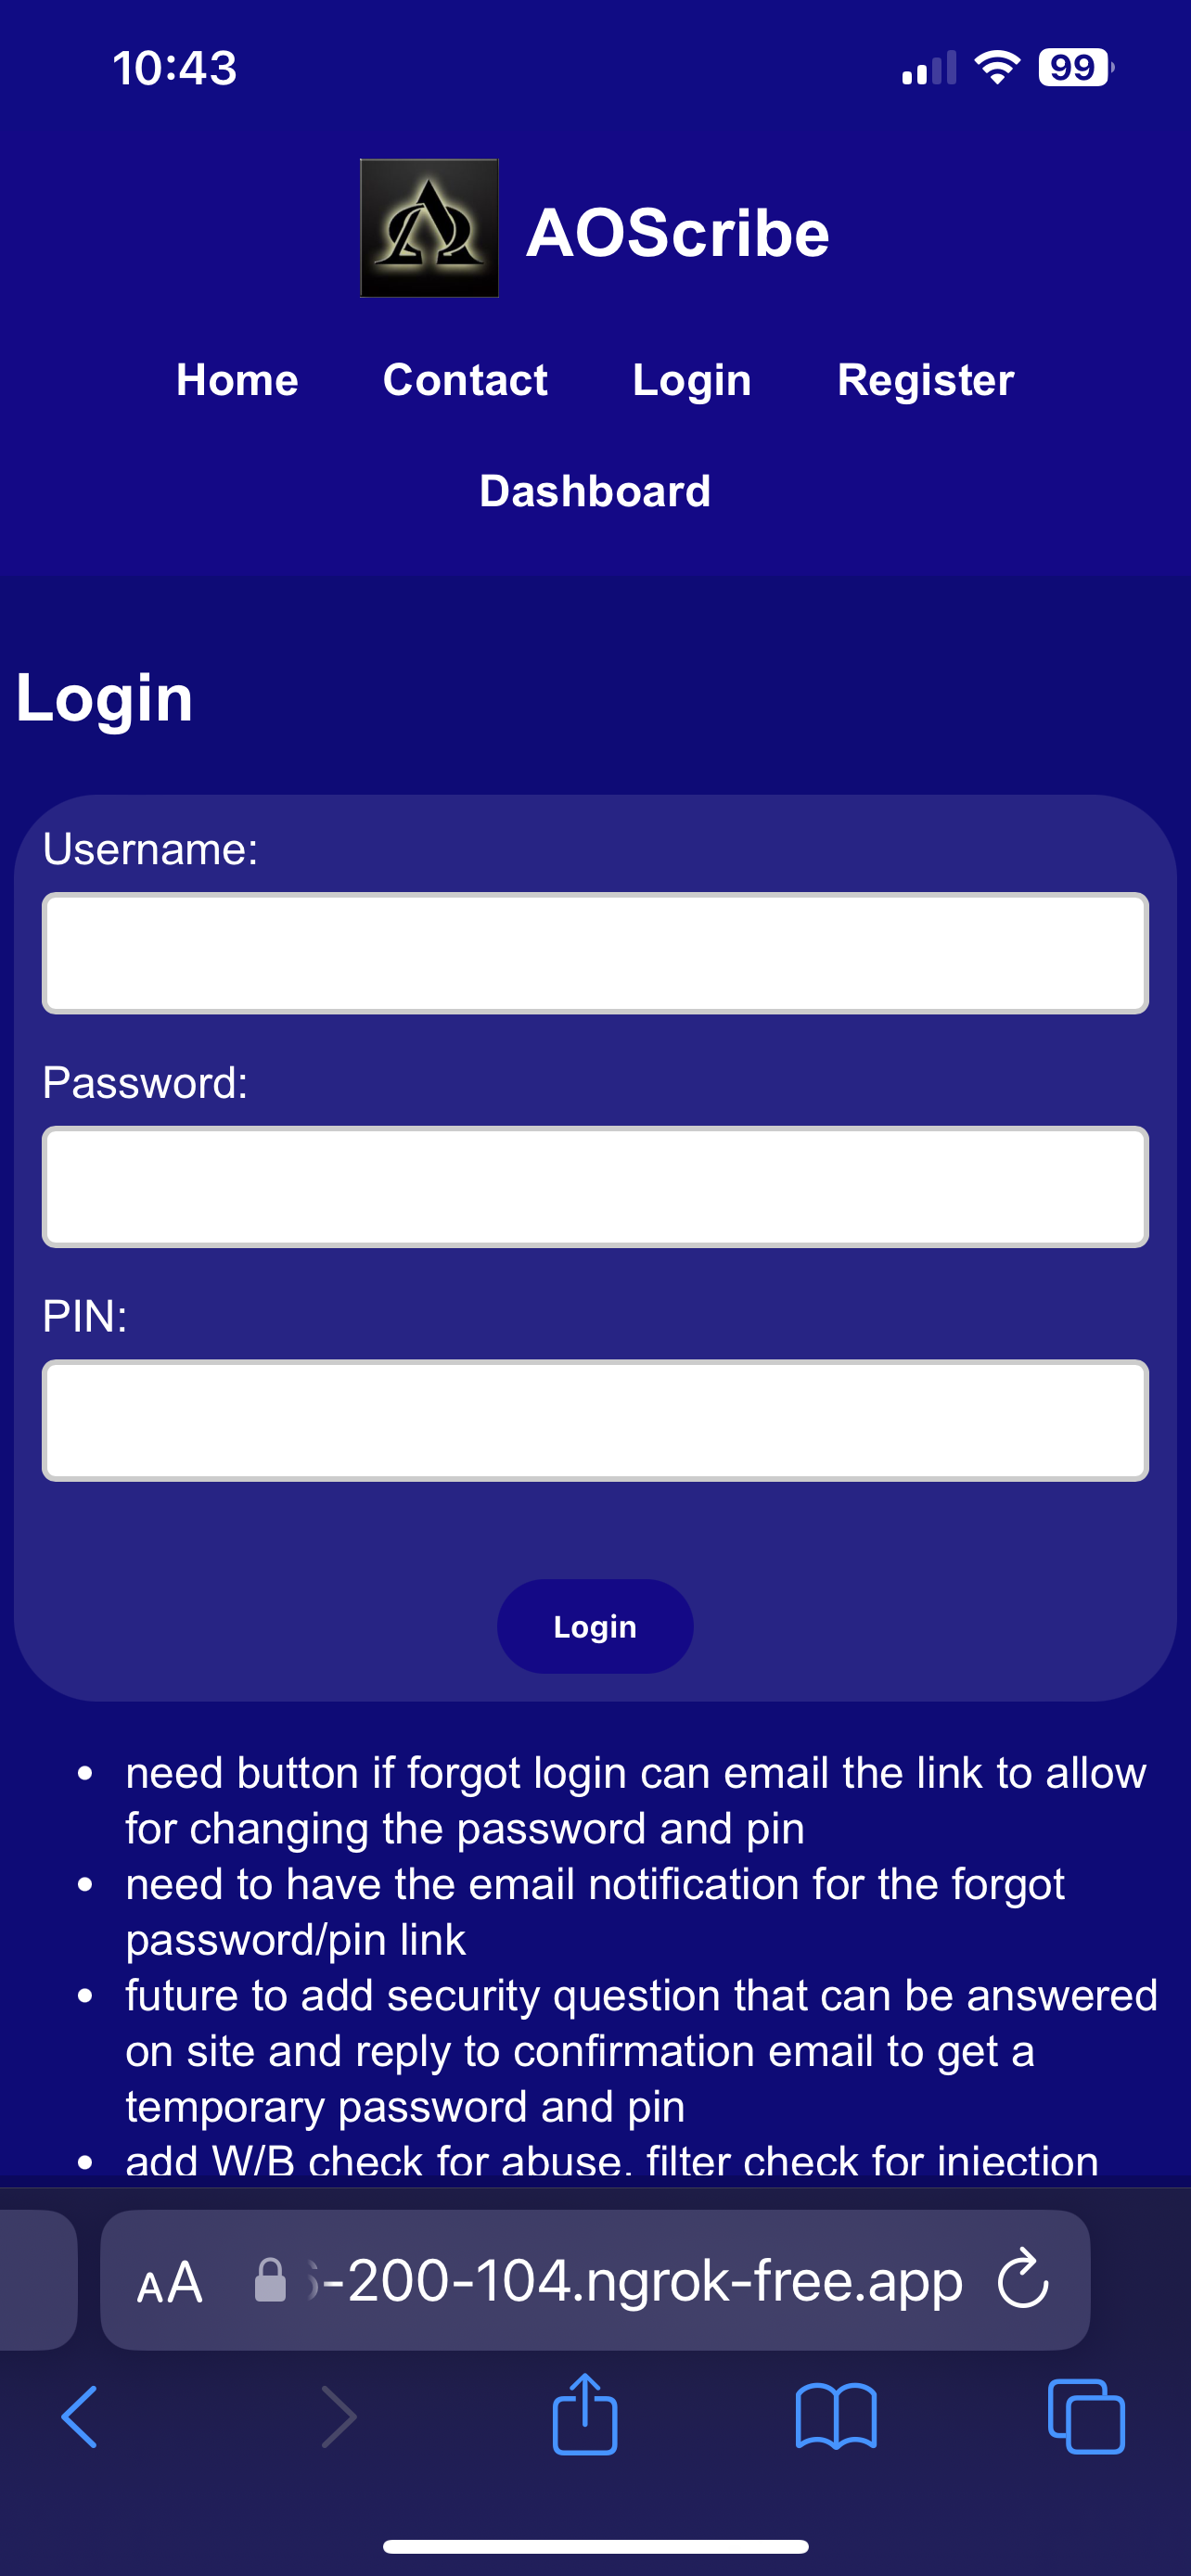 10:43
99
AOScribe
Home Contact Login Register
Dashboard
Login
Username:
Password:
PIN:
Login
• need button if forgot login can email the link to allow
for changing the password and pin
• need to have the email notification for the forgot
password/pin link
• future to add security question that can be answered
on site and reply to confirmation email to get a
temporary password and pin
• add W/B check for abuse, filter check for injection
AA -200-104.ngrok-free.app